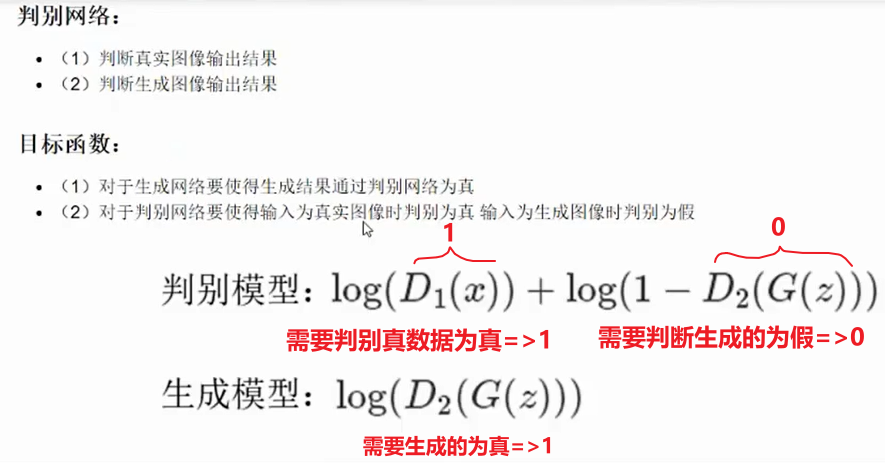 判别网络：
• （1）判断真实图像输出结果
• （2）判断生成图像输出结果
目标函数：
• （1）对于生成网络要使得生成结果通过判别网络为真
• （2）对于判别网络要使得输入为真实图像时判别为真 输入为生成图像时判别为假
1 0
判别模型：log(D₁(x)) + log(1 − D₂(G(z)))
需要判别真数据为真=>1 需要判断生成的为假=>0
生成模型：log(D₂(G(z)))
需要生成的为真=>1